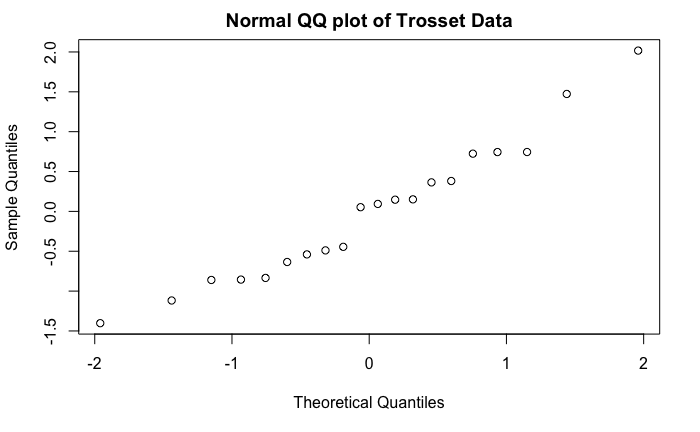 Normal QQ plot of Trosset Data
Sample Quantiles
2.0
1.5
1.0
0.5
0.0
-0.5
-1.5
-2 -1 0 1 2
Theoretical Quantiles